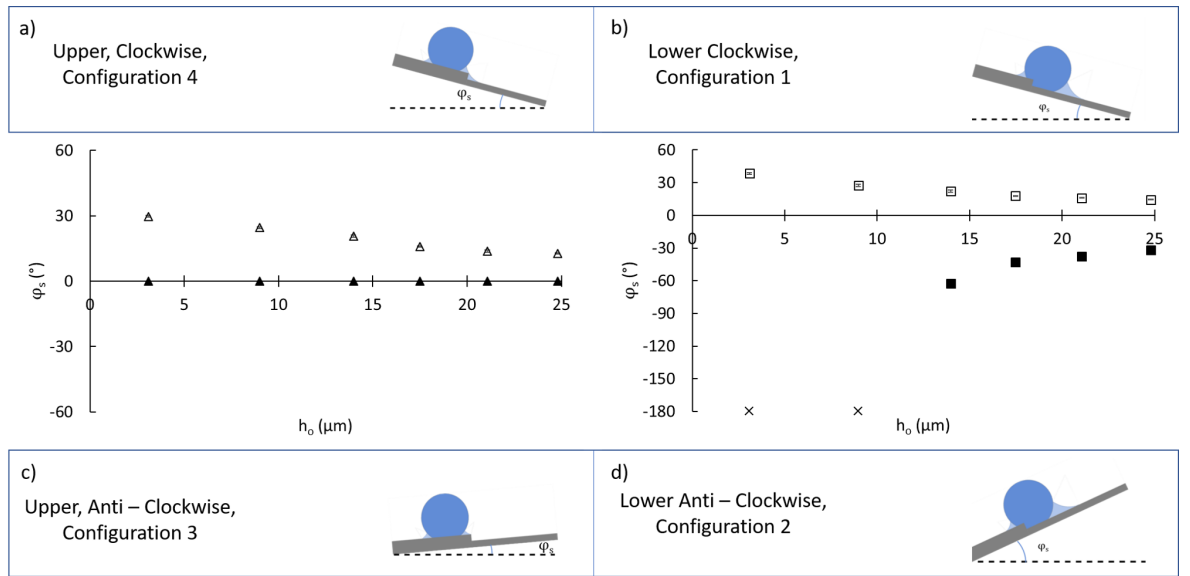 a)
Upper, Clockwise,
Configuration 4
φs
b)
Lower Clockwise,
Configuration 1
φs
60
30
0
-30
-60
0
5
10
15
20
25
φs (°)
ho (μm)
60
30
0
-30
-60
-90
-120
-150
-180
0
5
10
15
20
25
φs (°)
ho (μm)
c)
Upper, Anti – Clockwise,
Configuration 3
φs
d)
Lower Anti – Clockwise,
Configuration 2
φs